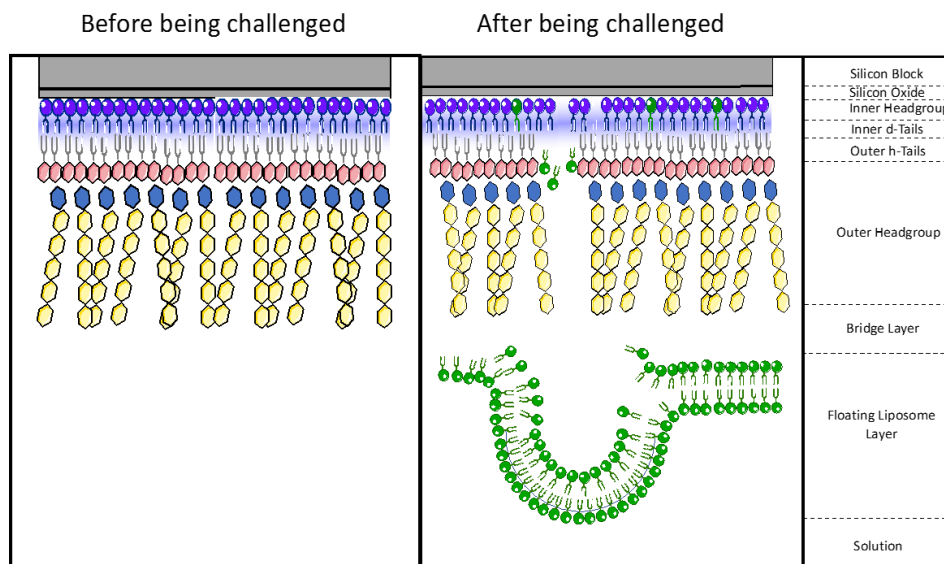 Before being challenged
After being challenged
Silicon Block
Silicon Oxide
Inner Headgroup
Inner d-Tails
Outer h-Tails
Outer Headgroup
Bridge Layer
Floating Liposome
Layer
Solution